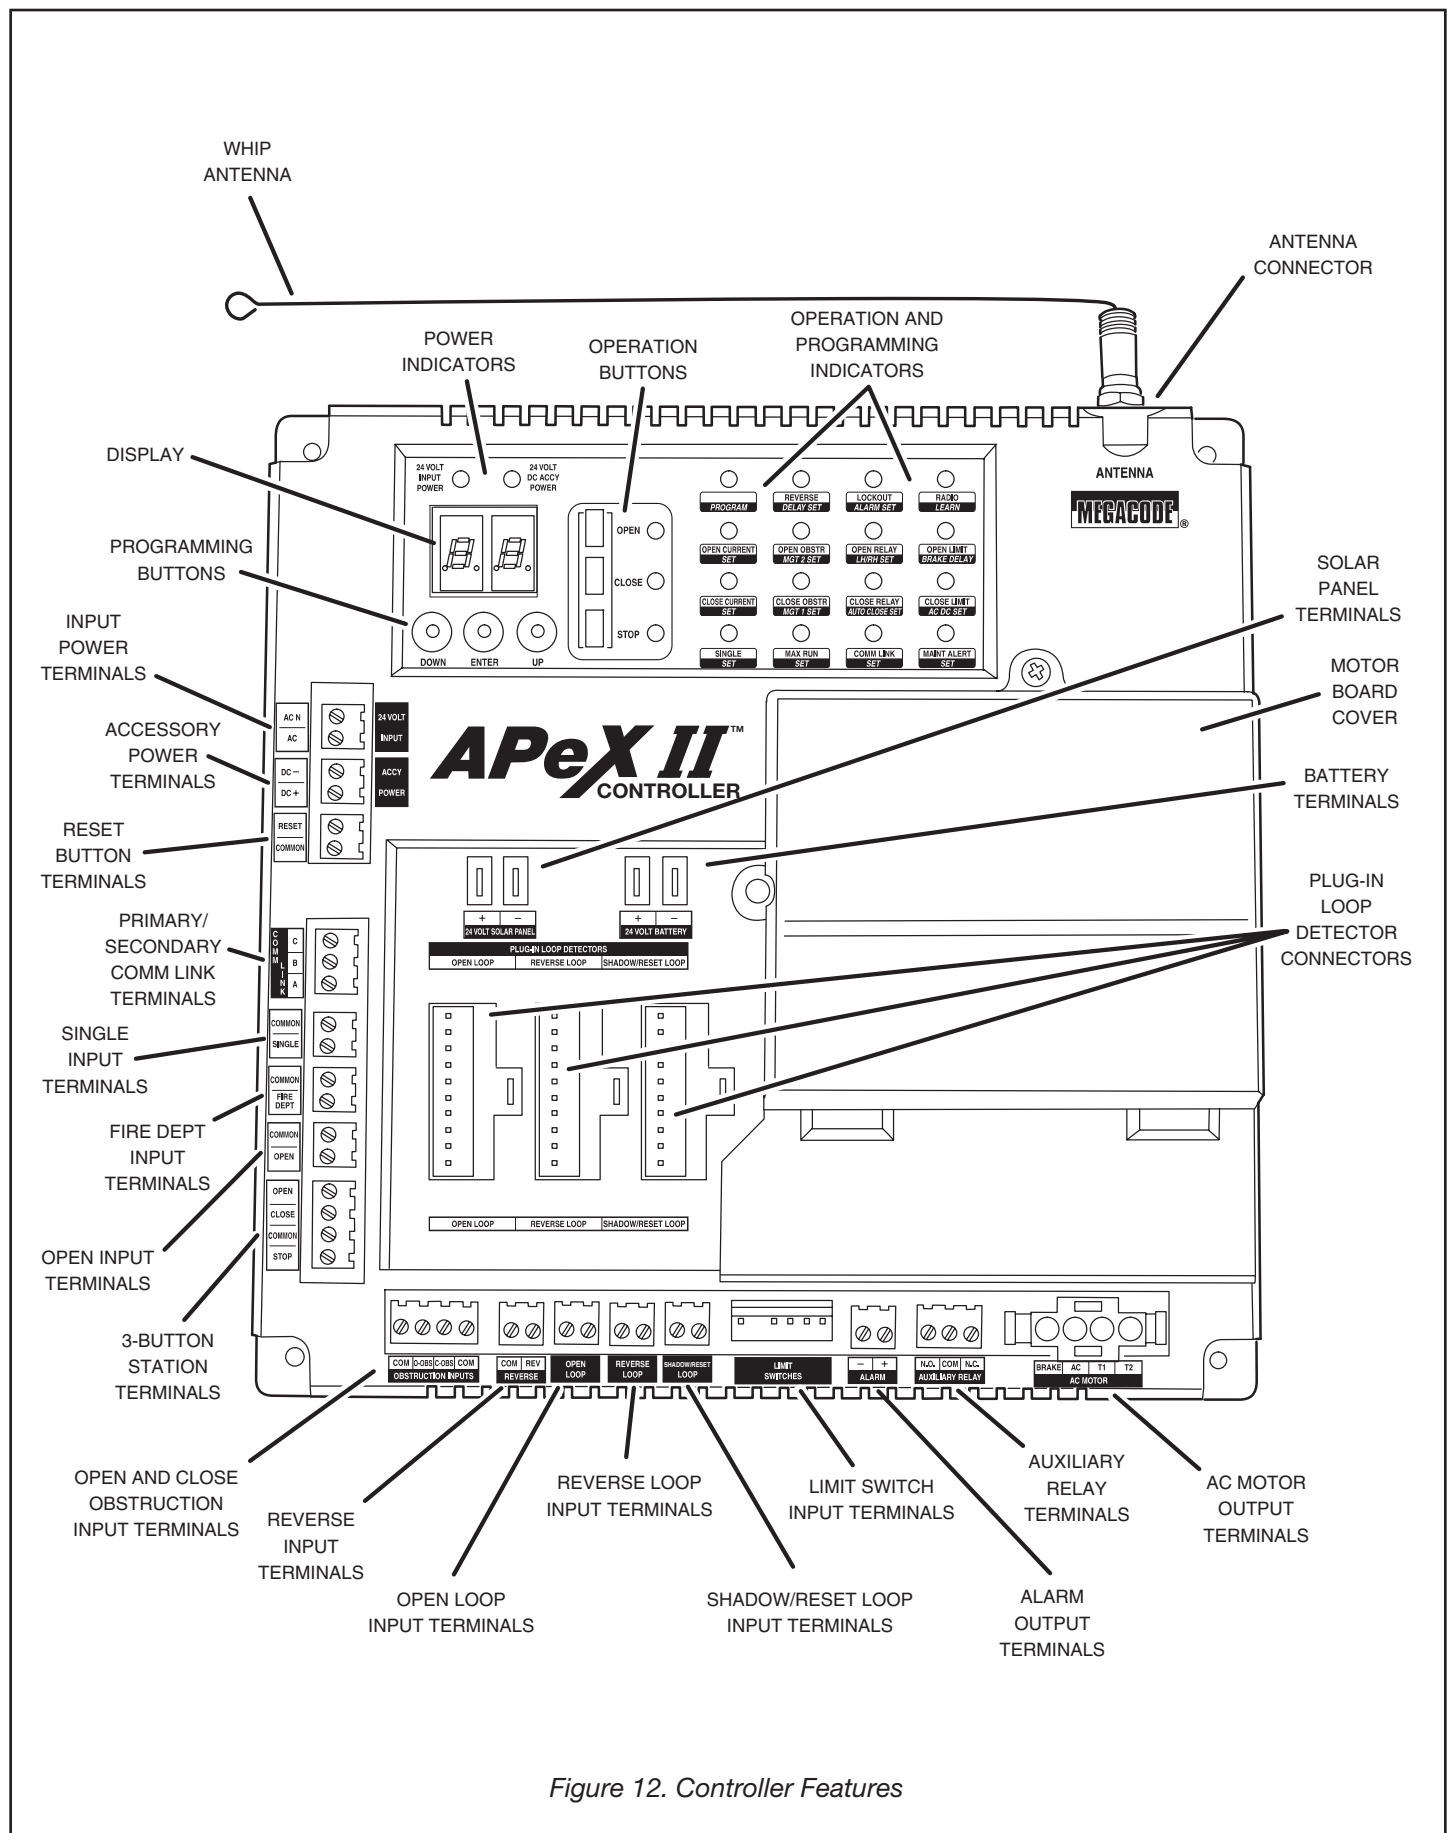 WHIP
ANTENNA
ANTENNA
CONNECTOR
POWER
INDICATORS
OPERATION
BUTTONS
OPERATION AND
PROGRAMMING
INDICATORS
DISPLAY
PROGRAMMING
BUTTONS
INPUT
POWER
TERMINALS
ACCESSORY
POWER
TERMINALS
RESET
BUTTON
TERMINALS
PRIMARY/
SECONDARY
COMM LINK
TERMINALS
SINGLE
INPUT
TERMINALS
FIRE DEPT
INPUT
TERMINALS
OPEN INPUT
TERMINALS
3-BUTTON
STATION
TERMINALS
24 VOLT
INPUT
POWER
24 VOLT
DC ACCY
POWER
DOWN ENTER UP
OPEN
CLOSE
STOP
PROGRAM
REVERSE
DELAY SET
LOCKOUT
ALARM SET
RADIO
LEARN
OPEN CURRENT
SET
OPEN OBSTR
MGT 2 SET
OPEN RELAY
LH/RH SET
OPEN LIMIT
BRAKE DELAY
CLOSE CURRENT
SET
CLOSE OBSTR
MGT 1 SET
CLOSE RELAY
AUTO CLOSE SET
CLOSE LIMIT
AC DC SET
SINGLE
SET
MAX RUN
SET
COMM LINK
SET
MAINT ALERT
SET
ANTENNA
MEGACODE®
SOLAR
PANEL
TERMINALS
MOTOR
BOARD
COVER
BATTERY
TERMINALS
PLUG-IN
LOOP
DETECTOR
CONNECTORS
AC N
AC
24 VOLT
INPUT
DC −
DC +
ACCY
POWER
RESET
COMMON
APeX II™
CONTROLLER
COMM LINK
C
B
A
COMMON
SINGLE
COMMON
FIRE
DEPT
COMMON
OPEN
OPEN
CLOSE
COMMON
STOP
+ −
24 VOLT SOLAR PANEL
+ −
24 VOLT BATTERY
PLUG-IN LOOP DETECTORS
OPEN LOOP REVERSE LOOP SHADOW/RESET LOOP
OPEN LOOP REVERSE LOOP SHADOW/RESET LOOP
COM O-OBS C-OBS COM
OBSTRUCTION INPUTS
COM REV
REVERSE
OPEN
LOOP
REVERSE
LOOP
SHADOW/RESET
LOOP
LIMIT
SWITCHES
− +
ALARM
N.O. COM N.C.
AUXILIARY RELAY
BRAKE AC T1 T2
AC MOTOR
OPEN AND CLOSE
OBSTRUCTION
INPUT TERMINALS
REVERSE
INPUT
TERMINALS
OPEN LOOP
INPUT TERMINALS
REVERSE LOOP
INPUT TERMINALS
SHADOW/RESET LOOP
INPUT TERMINALS
LIMIT SWITCH
INPUT TERMINALS
ALARM
OUTPUT
TERMINALS
AUXILIARY
RELAY
TERMINALS
AC MOTOR
OUTPUT
TERMINALS
Figure 12. Controller Features